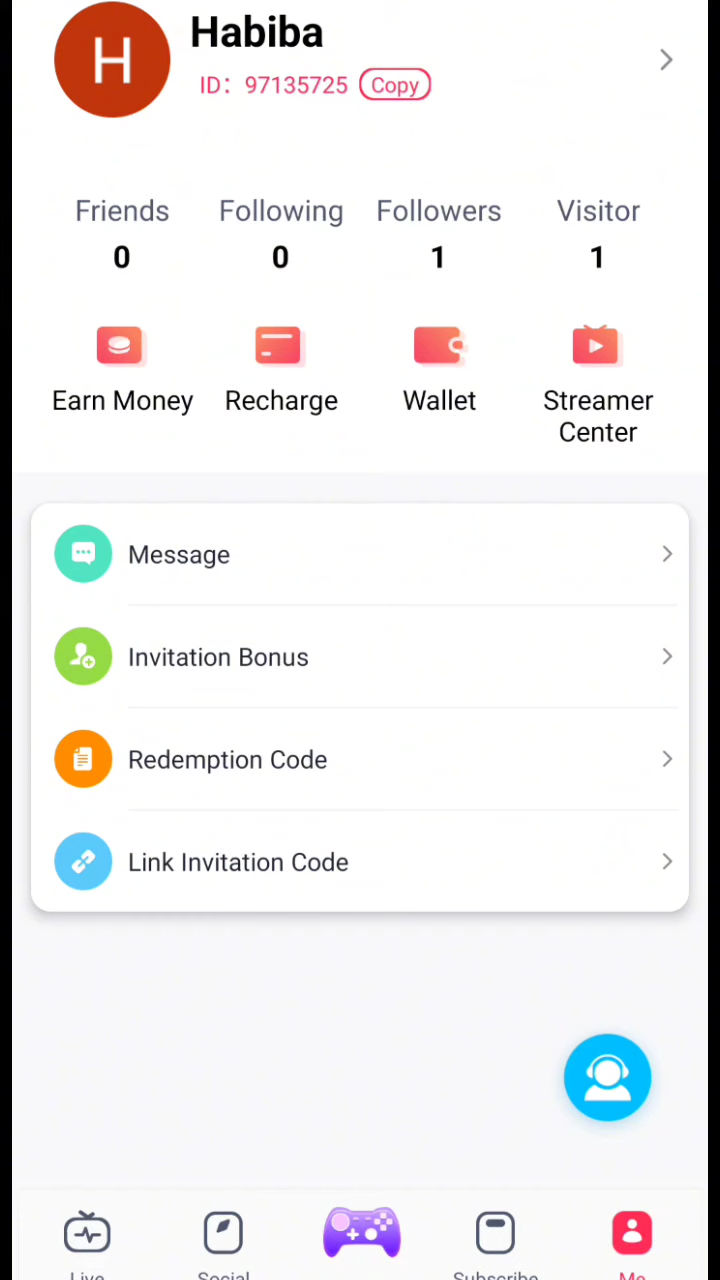 H
Habiba
ID: 97135725 Copy
Friends Following Followers Visitor
0 0 1 1
Earn Money Recharge Wallet Streamer Center
Message
Invitation Bonus
Redemption Code
Link Invitation Code
Live Social Subscribe Me